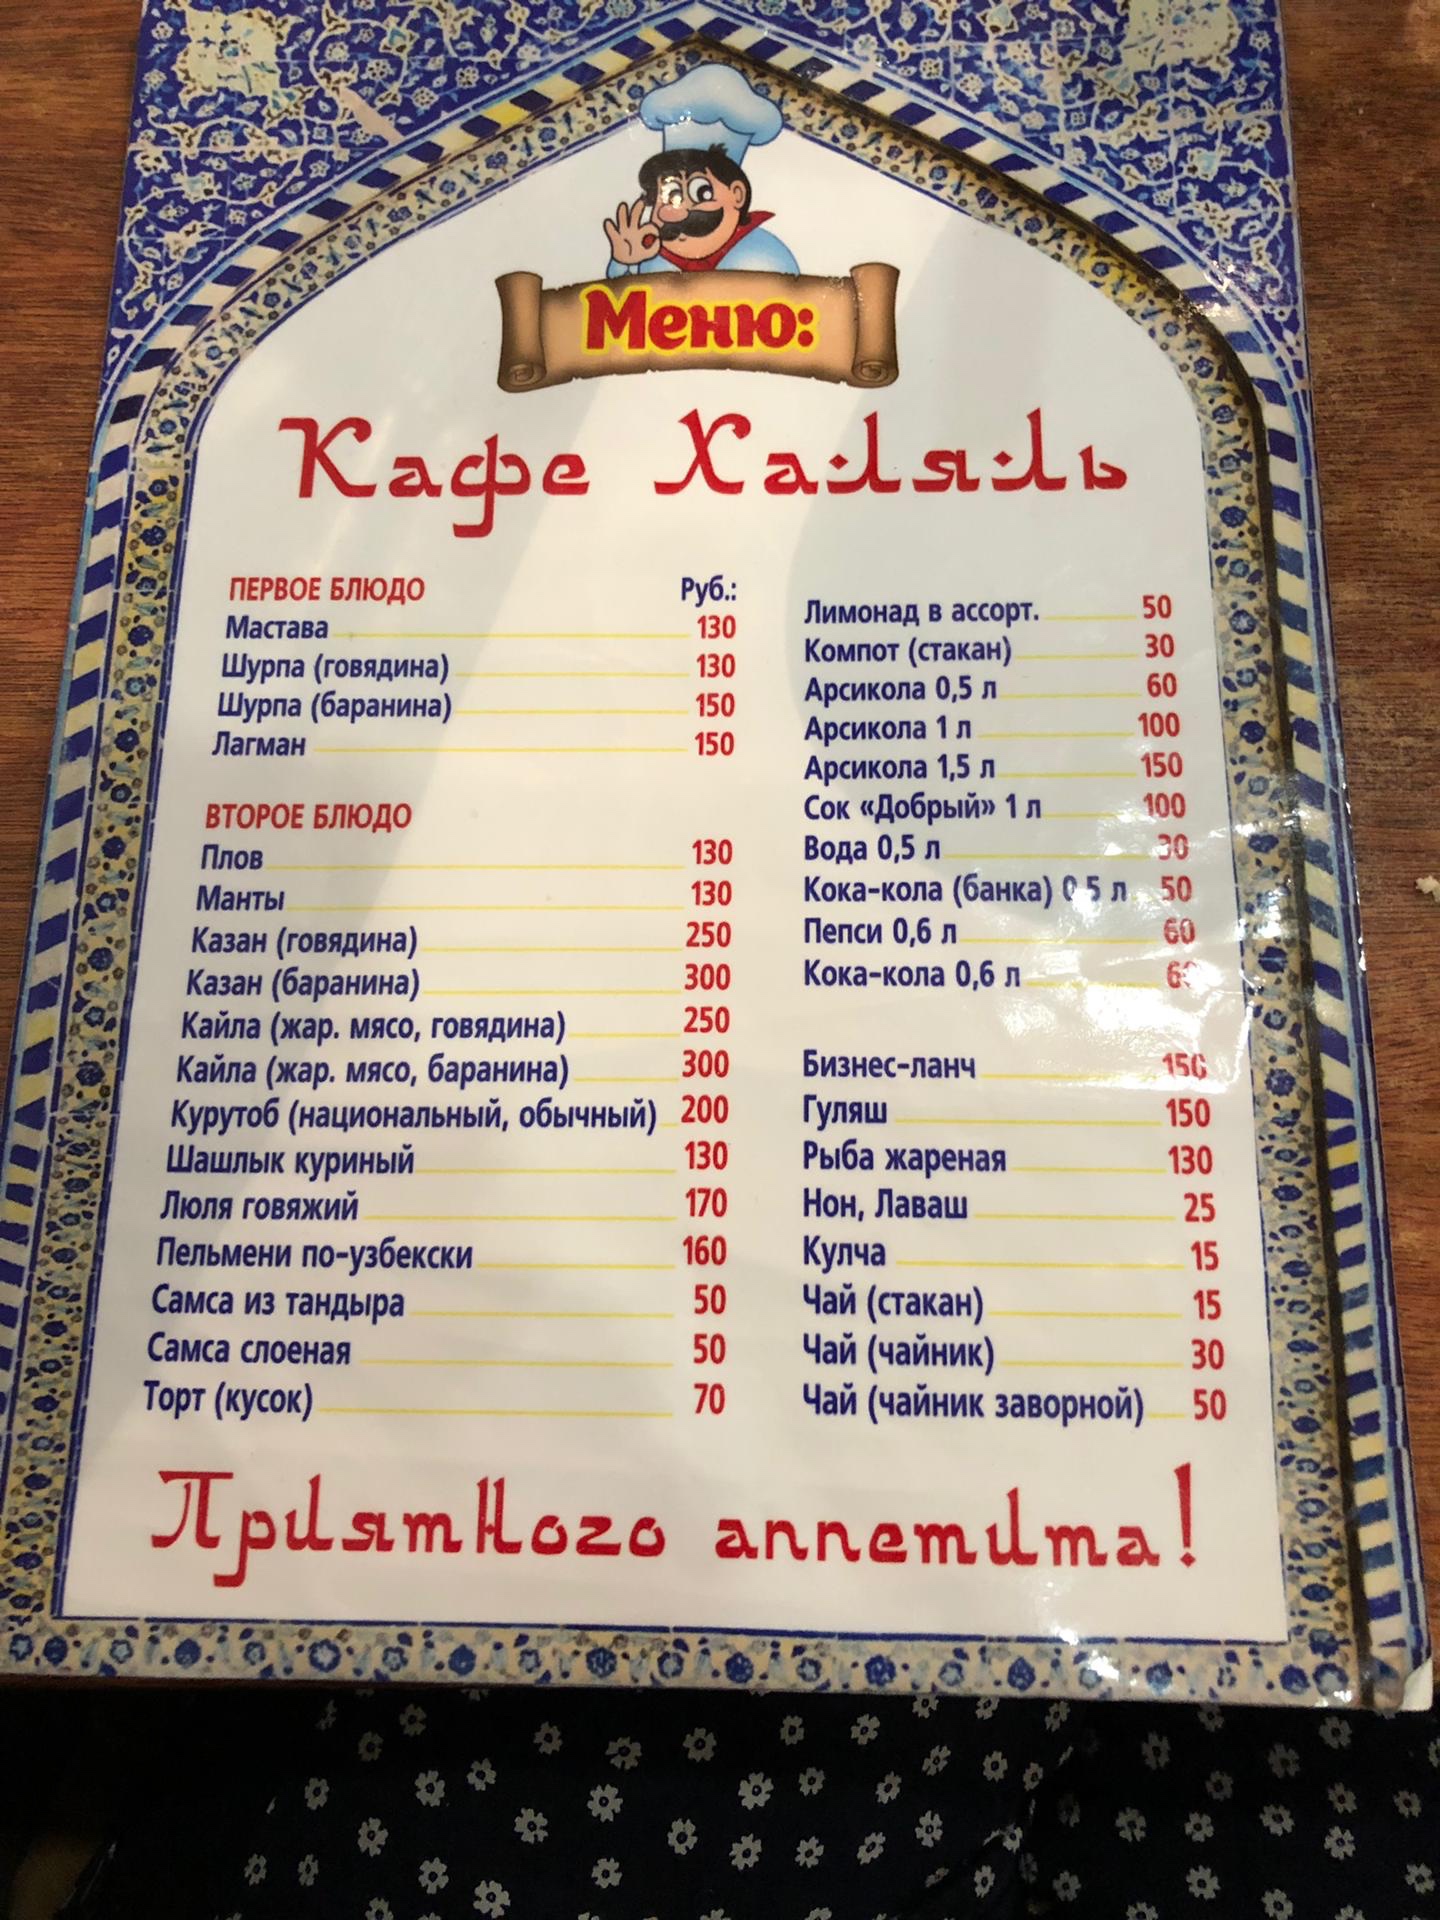 Меню:
Кафе Халяль
ПЕРВОЕ БЛЮДО Руб.:
Мастава 130
Шурпа (говядина) 130
Шурпа (баранина) 150
Лагман 150
ВТОРОЕ БЛЮДО
Плов 130
Манты 130
Казан (говядина) 250
Казан (баранина) 300
Кайла (жар. мясо, говядина) 250
Кайла (жар. мясо, баранина) 300
Курутоб (национальный, обычный) 200
Шашлык куриный 130
Люля говяжий 170
Пельмени по-узбекски 160
Самса из тандыра 50
Самса слоеная 50
Торт (кусок) 70
Лимонад в ассорт. 50
Компот (стакан) 30
Арсикола 0,5 л 60
Арсикола 1 л 100
Арсикола 1,5 л 150
Сок «Добрый» 1 л 100
Вода 0,5 л 30
Кока-кола (банка) 0,5 л 50
Пепси 0,6 л 60
Кока-кола 0,6 л 60
Бизнес-ланч 150
Гуляш 150
Рыба жареная 130
Нон, Лаваш 25
Кулча 15
Чай (стакан) 15
Чай (чайник) 30
Чай (чайник заворной) 50
Приятного аппетита!